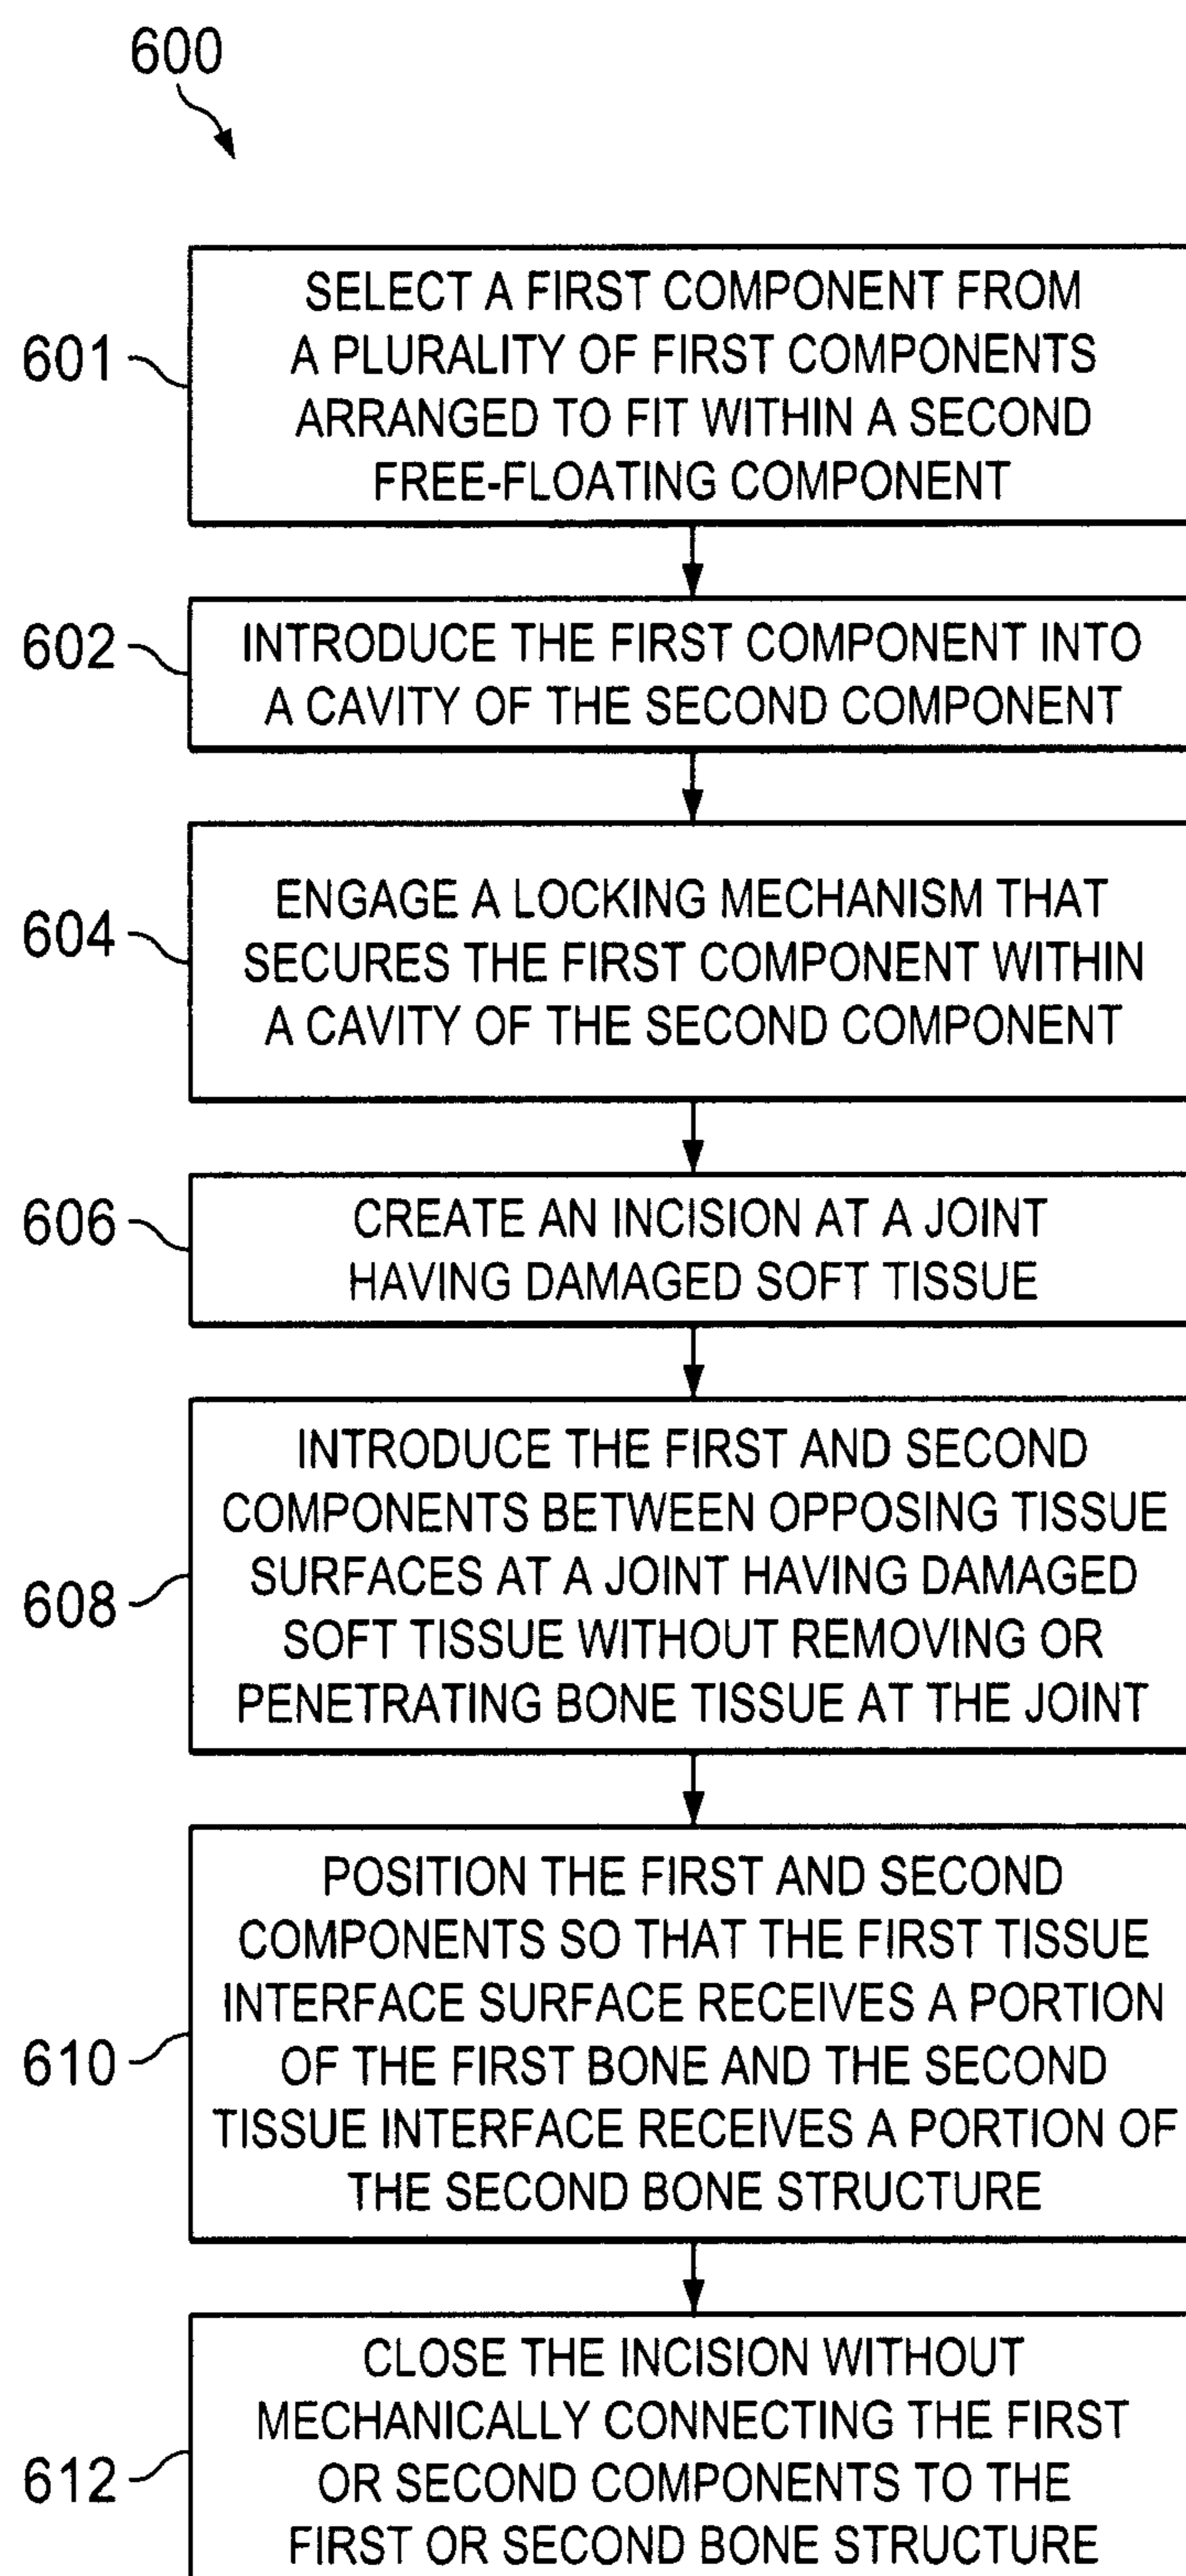 600
601
SELECT A FIRST COMPONENT FROM
A PLURALITY OF FIRST COMPONENTS
ARRANGED TO FIT WITHIN A SECOND
FREE-FLOATING COMPONENT
602
INTRODUCE THE FIRST COMPONENT INTO
A CAVITY OF THE SECOND COMPONENT
604
ENGAGE A LOCKING MECHANISM THAT
SECURES THE FIRST COMPONENT WITHIN
A CAVITY OF THE SECOND COMPONENT
606
CREATE AN INCISION AT A JOINT
HAVING DAMAGED SOFT TISSUE
608
INTRODUCE THE FIRST AND SECOND
COMPONENTS BETWEEN OPPOSING TISSUE
SURFACES AT A JOINT HAVING DAMAGED
SOFT TISSUE WITHOUT REMOVING OR
PENETRATING BONE TISSUE AT THE JOINT
610
POSITION THE FIRST AND SECOND
COMPONENTS SO THAT THE FIRST TISSUE
INTERFACE SURFACE RECEIVES A PORTION
OF THE FIRST BONE AND THE SECOND
TISSUE INTERFACE RECEIVES A PORTION OF
THE SECOND BONE STRUCTURE
612
CLOSE THE INCISION WITHOUT
MECHANICALLY CONNECTING THE FIRST
OR SECOND COMPONENTS TO THE
FIRST OR SECOND BONE STRUCTURE